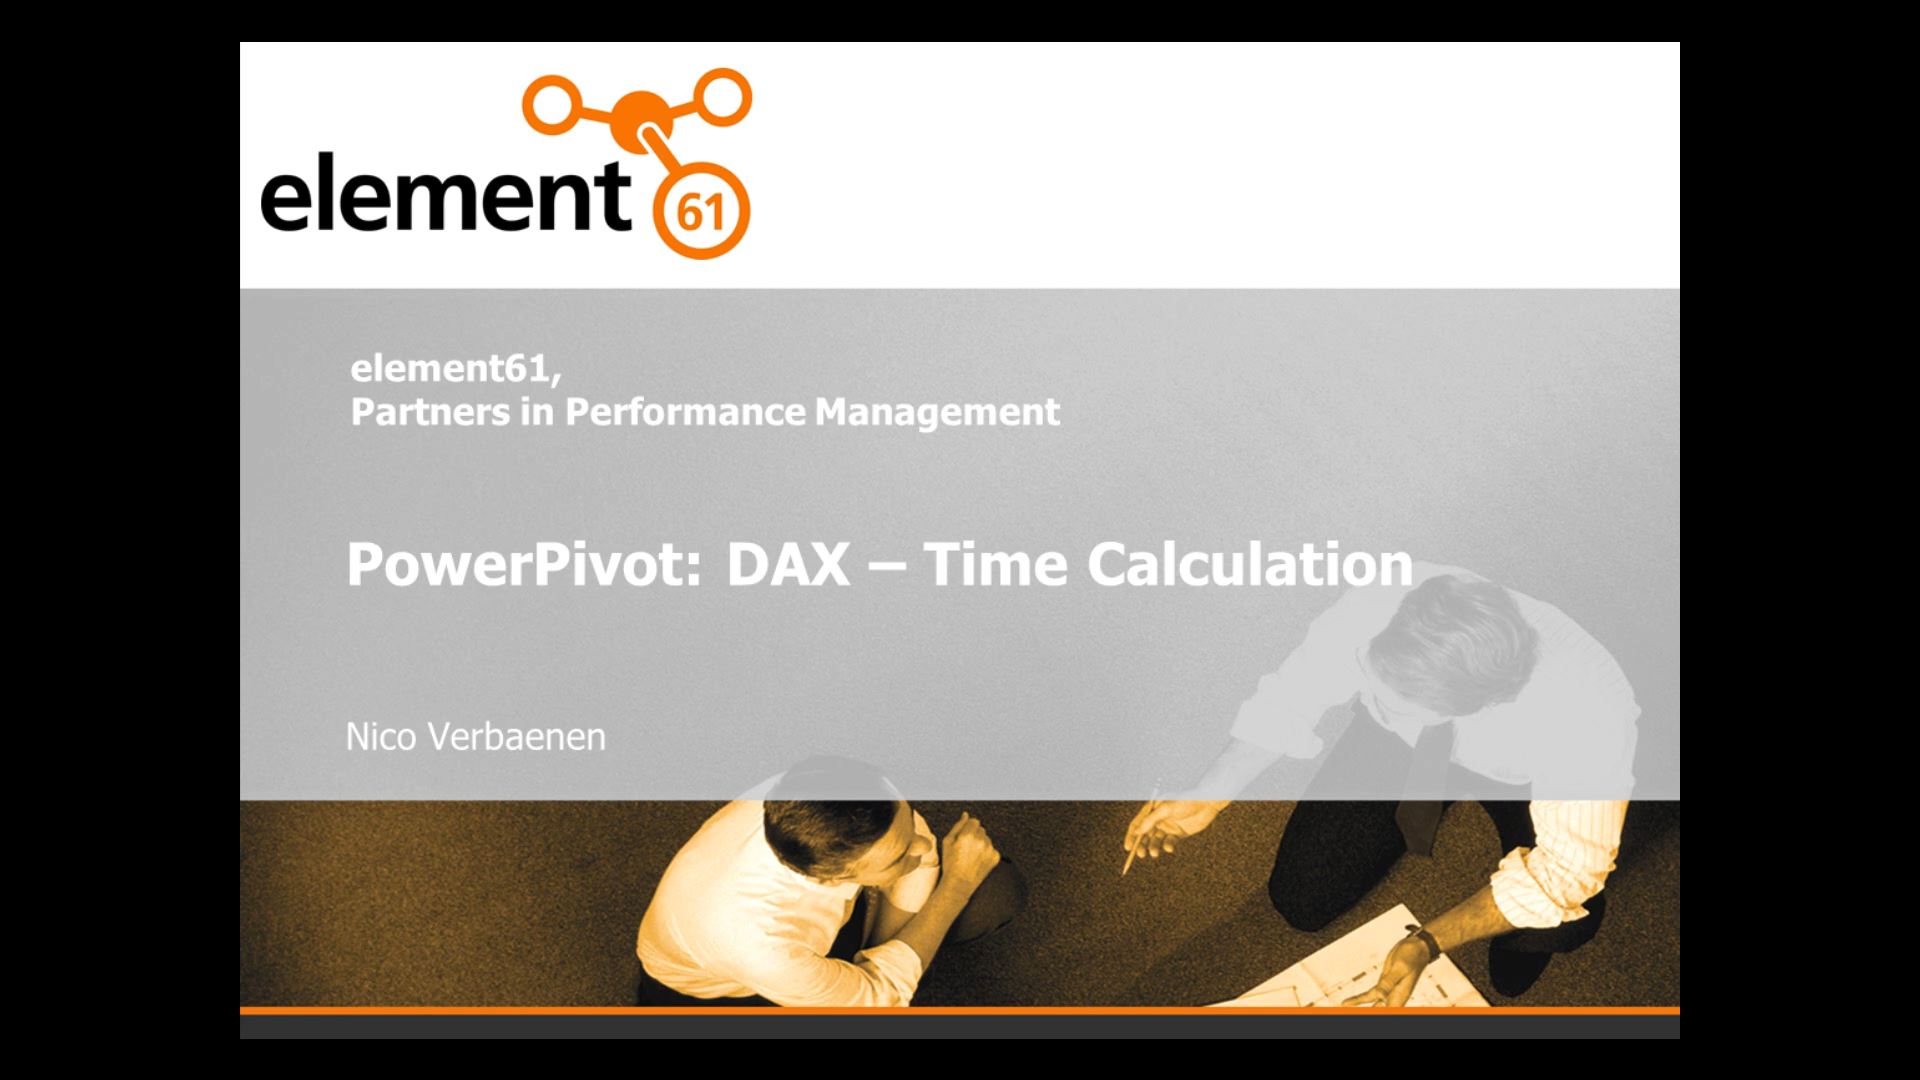 element
61
element61,
Partners in Performance Management
PowerPivot: DAX – Time Calculation
Nico Verbaenen